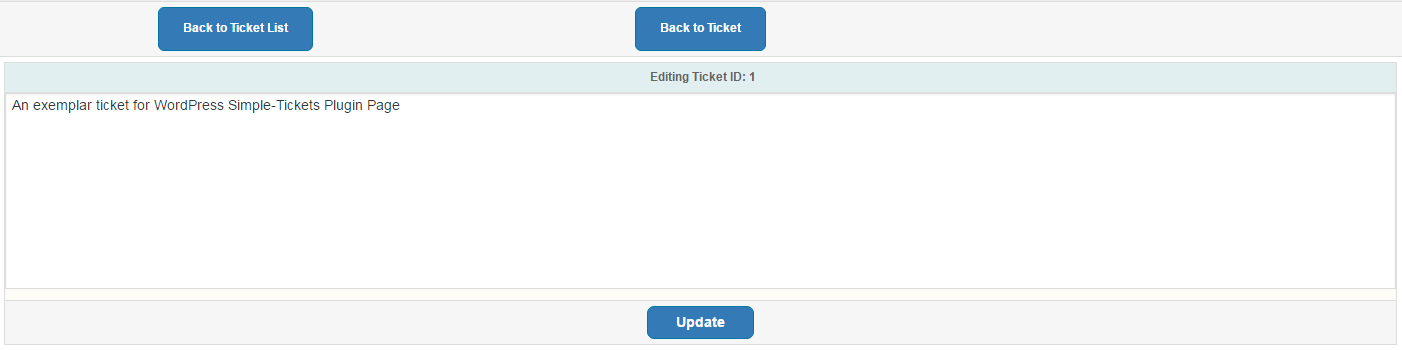 Back to Ticket List
Back to Ticket
Editing Ticket ID: 1
An exemplar ticket for WordPress Simple-Tickets Plugin Page
Update